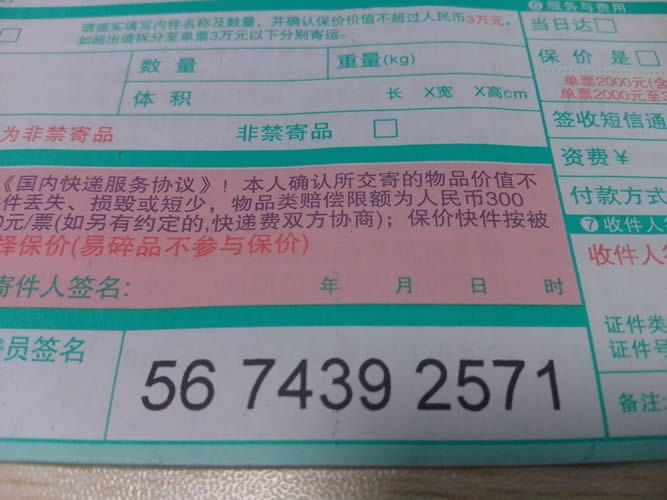 请据实填写内件名称及数量，并确认保价价值不超过人民币3万元，
如超出请拆分至单票3万元以下分别寄运。
数量
重量(kg)
体积
长 X宽 X高cm
为非禁寄品
非禁寄品
《国内快递服务协议》！本人确认所交寄的物品价值不
件丢失、损毁或短少，物品类赔偿限额为人民币300
0元/票(如另有约定的,快递费双方协商)；保价快件按被
择保价(易碎品不参与保价)
寄件人签名:
年 月 日 时
员签名
56 74392571
⑥服务与费用
当日达
保价 是
单票2000元(含
单票2000元至
签收短信通
资费￥
付款方式
⑦收件人
收件人
证件类
证件号
备注: